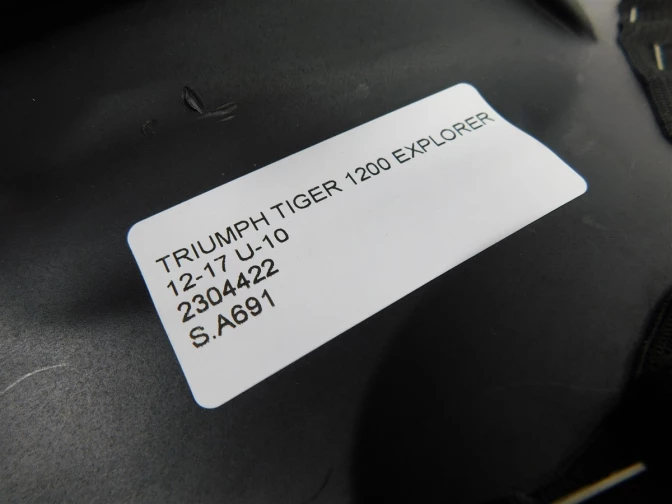 TRIUMPH TIGER 1200 EXPLORER
12-17 U-10
2304422
S.A691